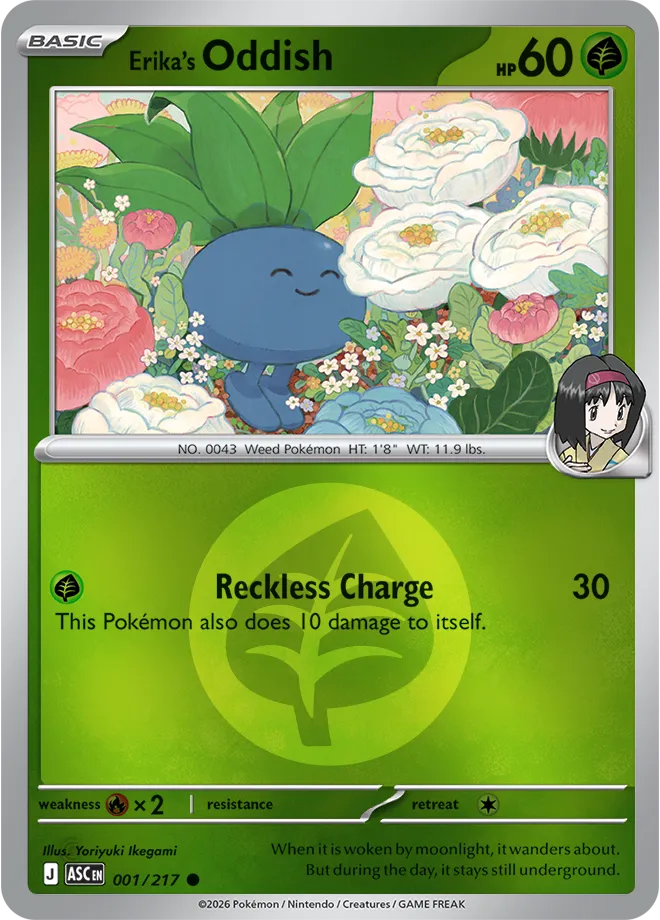 BASIC
Erika's Oddish HP 60
NO. 0043 Weed Pokémon HT: 1'8" WT: 11.9 lbs.
Reckless Charge 30
This Pokémon also does 10 damage to itself.
weakness ×2 resistance retreat
Illus. Yoriyuki Ikegami
When it is woken by moonlight, it wanders about.
But during the day, it stays still underground.
J ASC EN 001/217
©2026 Pokémon / Nintendo / Creatures / GAME FREAK